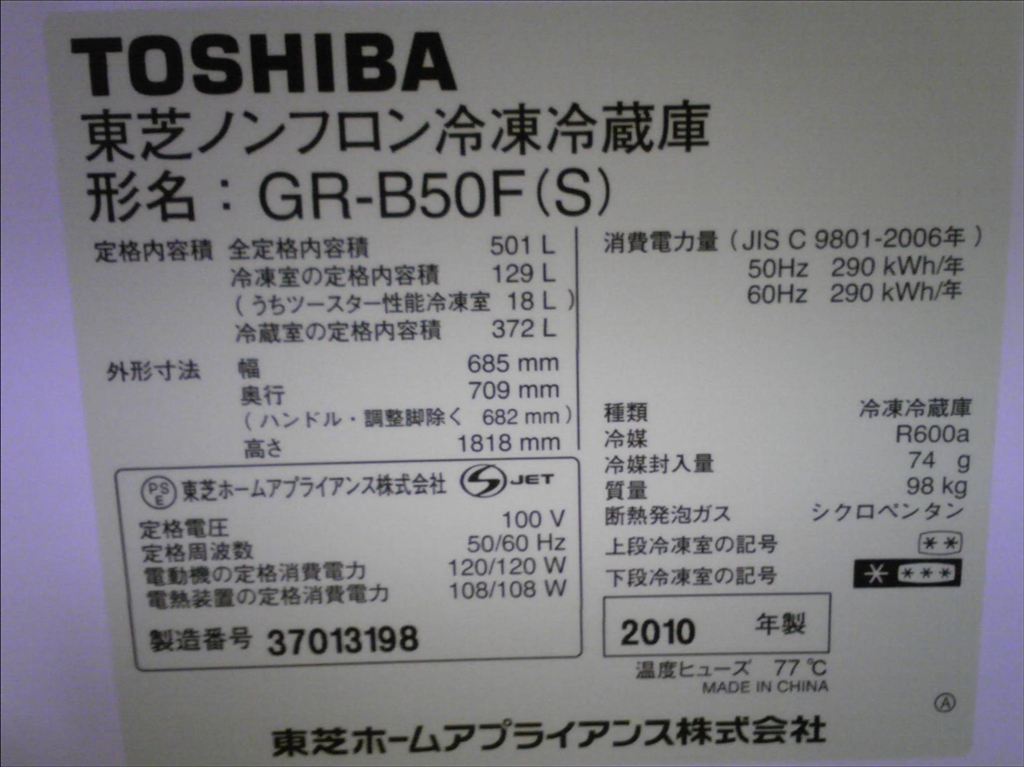 TOSHIBA
東芝ノンフロン冷凍冷蔵庫
形名：GR-B50F(S)
定格内容積 全定格内容積 501 L
冷凍室の定格内容積 129 L
(うちツースター性能冷凍室 18 L)
冷蔵室の定格内容積 372 L
外形寸法 幅 685 mm
奥行 709 mm
(ハンドル・調整脚除く 682 mm)
高さ 1818 mm
消費電力量(JIS C 9801-2006年)
50Hz 290 kWh/年
60Hz 290 kWh/年
種類 冷凍冷蔵庫
冷媒 R600a
冷媒封入量 74 g
質量 98 kg
断熱発泡ガス シクロペンタン
上段冷凍室の記号 **
下段冷凍室の記号 * ***
PS E 東芝ホームアプライアンス株式会社 JET
定格電圧 100 V
定格周波数 50/60 Hz
電動機の定格消費電力 120/120 W
電熱装置の定格消費電力 108/108 W
製造番号 37013198
2010 年製
温度ヒューズ 77℃
MADE IN CHINA
A
東芝ホームアプライアンス株式会社